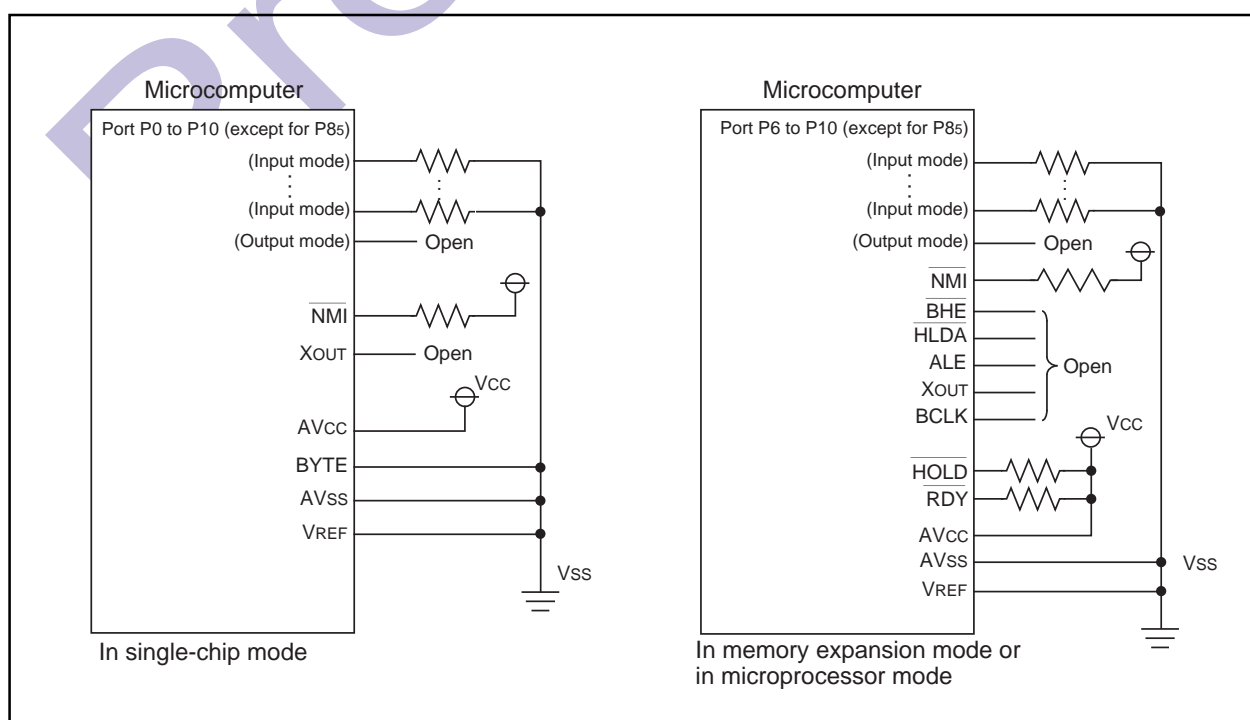 Pre
Microcomputer
Port P0 to P10 (except for P85)
(Input mode)
(Input mode)
(Output mode)
Open
NMI
XOUT
Open
VCC
AVCC
BYTE
AVSS
VREF
VSS
In single-chip mode
Microcomputer
Port P6 to P10 (except for P85)
(Input mode)
(Input mode)
(Output mode)
Open
NMI
BHE
HLDA
ALE
XOUT
BCLK
Open
VCC
HOLD
RDY
AVCC
AVSS
VREF
VSS
In memory expansion mode or
in microprocessor mode